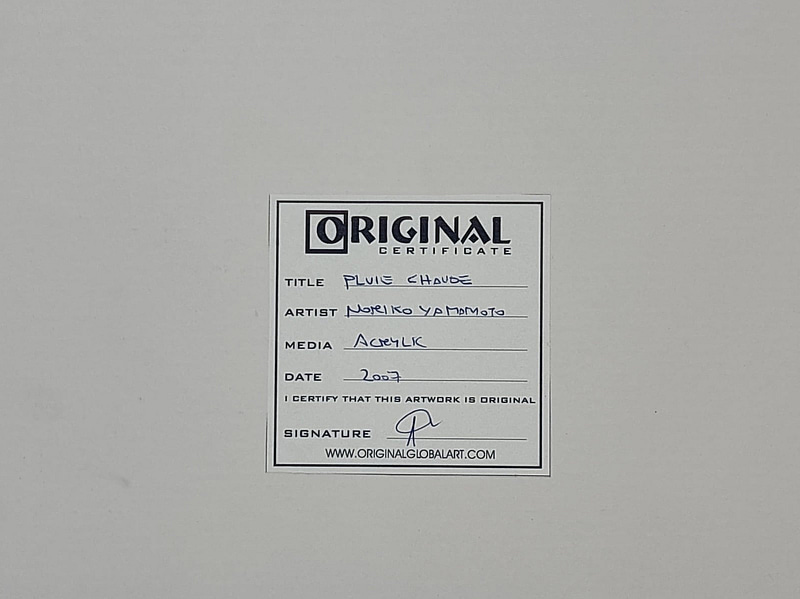 ORIGINAL
CERTIFICATE
TITLE PLUIE CHAUDE
ARTIST NORIKO YAMAMOTO
MEDIA ACRYLIC
DATE 2007
I CERTIFY THAT THIS ARTWORK IS ORIGINAL
SIGNATURE
WWW.ORIGINALGLOBALART.COM